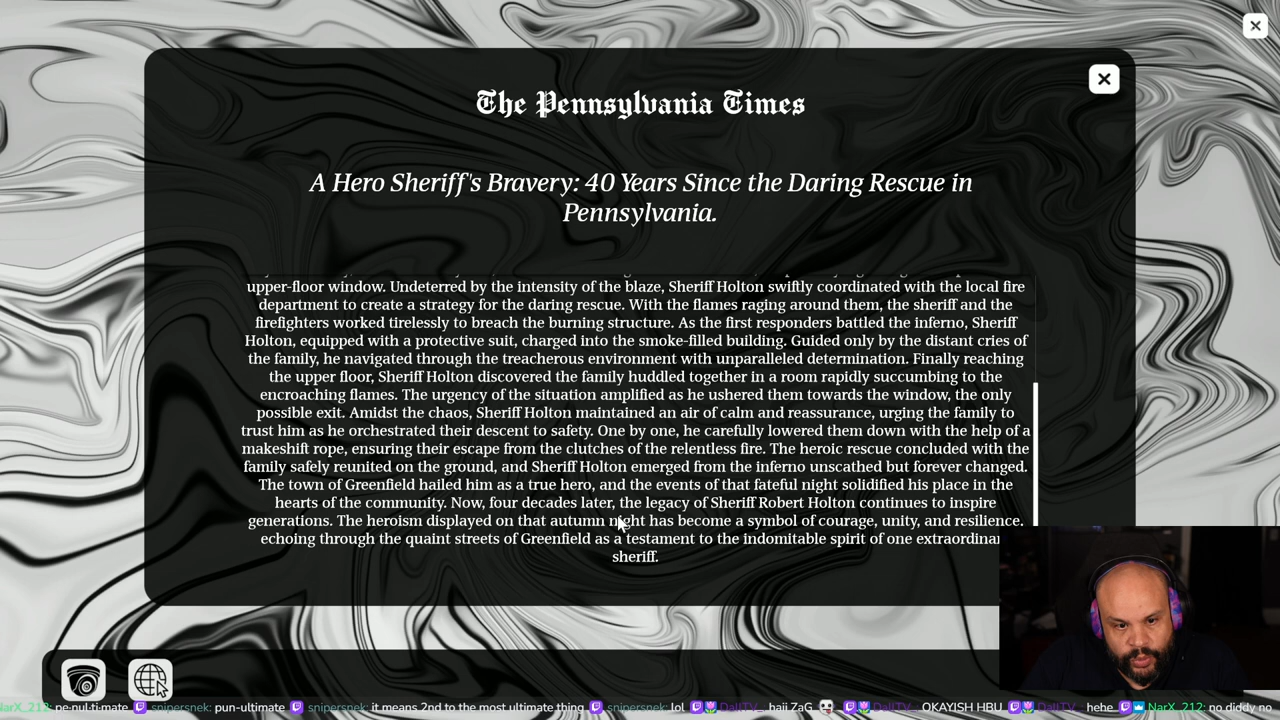 The Pennsylvania Times
A Hero Sheriff's Bravery: 40 Years Since the Daring Rescue in
Pennsylvania.
upper-floor window. Undeterred by the intensity of the blaze, Sheriff Holton swiftly coordinated with the local fire
department to create a strategy for the daring rescue. With the flames raging around them, the sheriff and the
firefighters worked tirelessly to breach the burning structure. As the first responders battled the inferno, Sheriff
Holton, equipped with a protective suit, charged into the smoke-filled building. Guided only by the distant cries of
the family, he navigated through the treacherous environment with unparalleled determination. Finally reaching
the upper floor, Sheriff Holton discovered the family huddled together in a room rapidly succumbing to the
encroaching flames. The urgency of the situation amplified as he ushered them towards the window, the only
possible exit. Amidst the chaos, Sheriff Holton maintained an air of calm and reassurance, urging the family to
trust him as he orchestrated their descent to safety. One by one, he carefully lowered them down with the help of a
makeshift rope, ensuring their escape from the clutches of the relentless fire. The heroic rescue concluded with the
family safely reunited on the ground, and Sheriff Holton emerged from the inferno unscathed but forever changed.
The town of Greenfield hailed him as a true hero, and the events of that fateful night solidified his place in the
hearts of the community. Now, four decades later, the legacy of Sheriff Robert Holton continues to inspire
generations. The heroism displayed on that autumn night has become a symbol of courage, unity, and resilience.
echoing through the quaint streets of Greenfield as a testament to the indomitable spirit of one extraordinar
sheriff.
NarX_212: pe·nul·ti·mate snipersnek: pun-ultimate snipersnek: it means 2nd to the most ultimate thing snipersnek: lol DallTV_: haii ZaG DallTV_: OKAYISH HBU DallTV_: hehe NarX_212: no diddy no